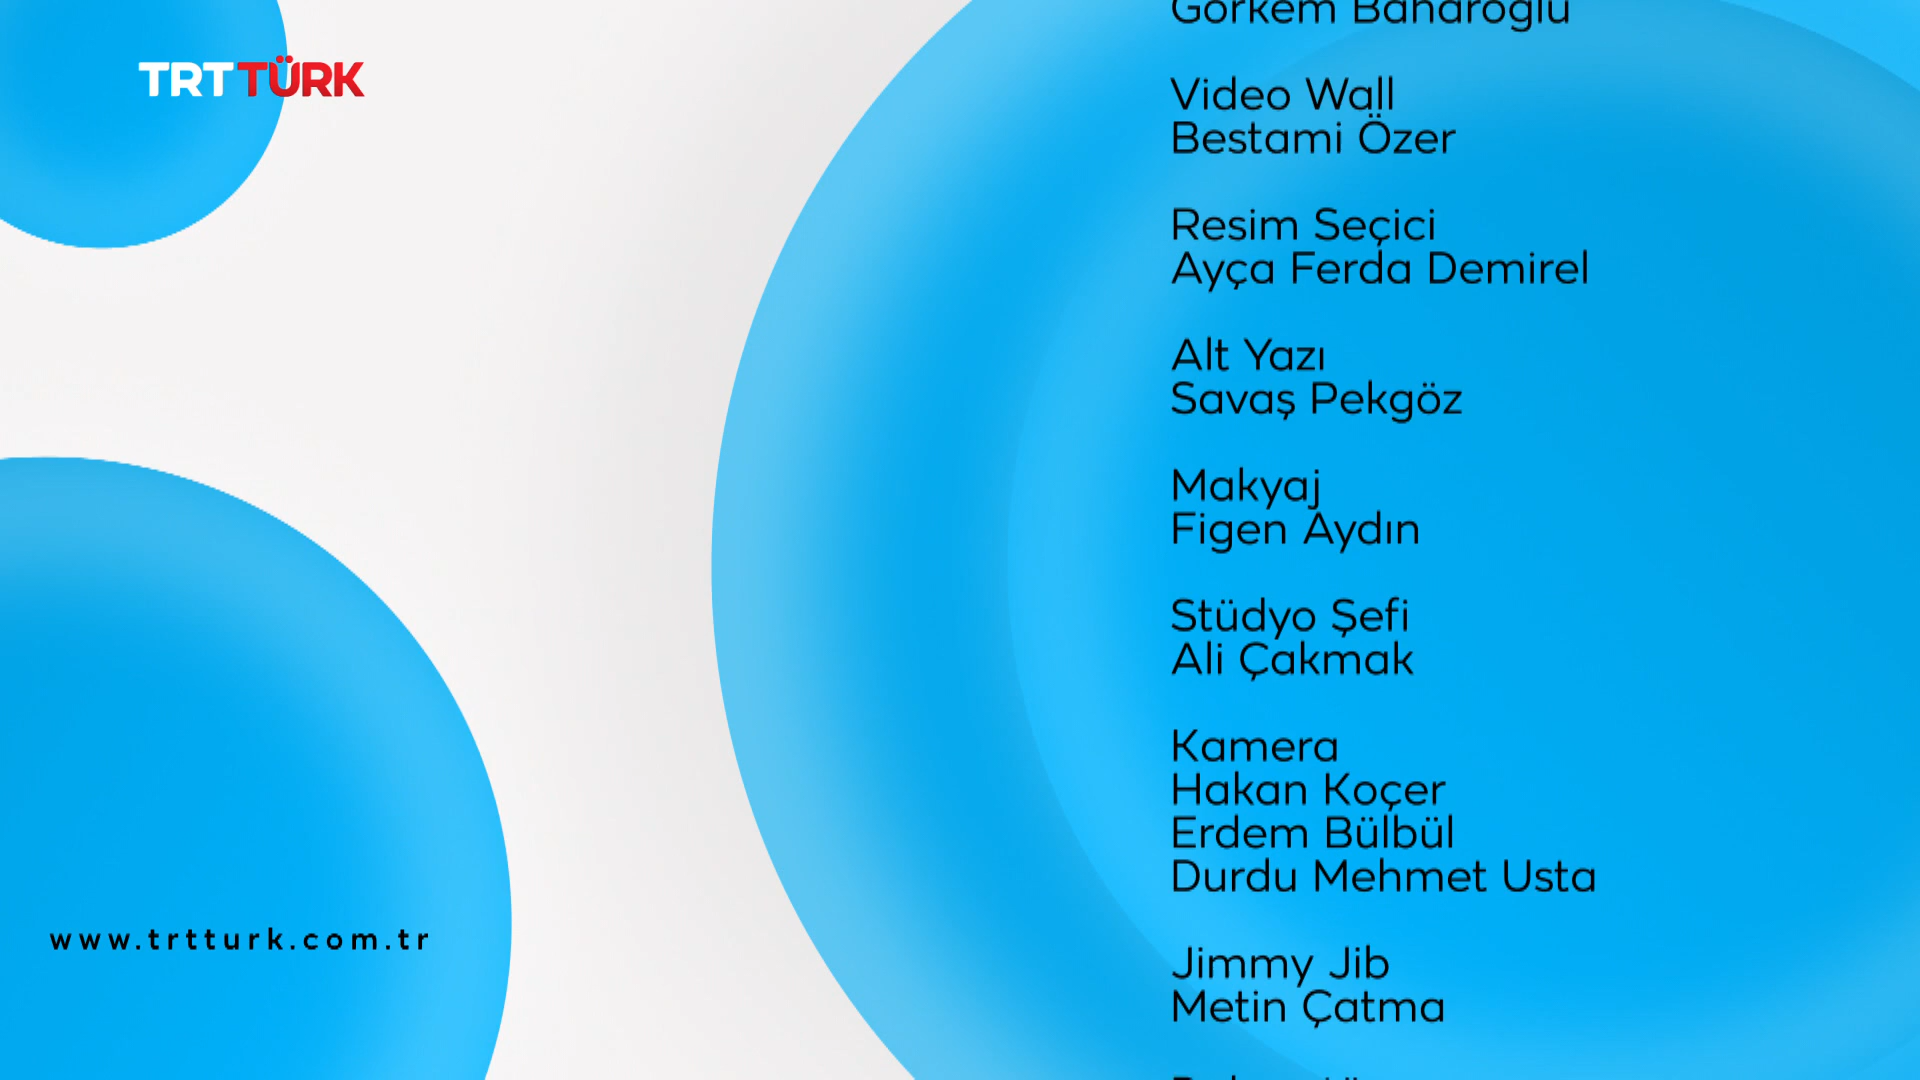 TRT TÜRK
Görkem Baharoğlu
Video Wall
Bestami Özer
Resim Seçici
Ayça Ferda Demirel
Alt Yazı
Savaş Pekgöz
Makyaj
Figen Aydın
Stüdyo Şefi
Ali Çakmak
Kamera
Hakan Koçer
Erdem Bülbül
Durdu Mehmet Usta
Jimmy Jib
Metin Çatma
www.trtturk.com.tr